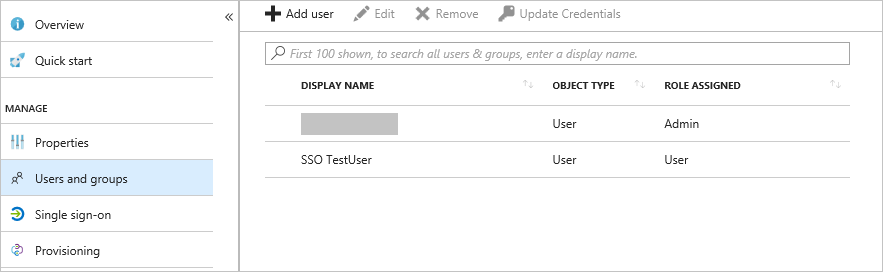 Overview
Quick start
MANAGE
Properties
Users and groups
Single sign-on
Provisioning
«
Add user Edit Remove Update Credentials
First 100 shown, to search all users & groups, enter a display name.
DISPLAY NAME OBJECT TYPE ROLE ASSIGNED
User Admin
SSO TestUser User User